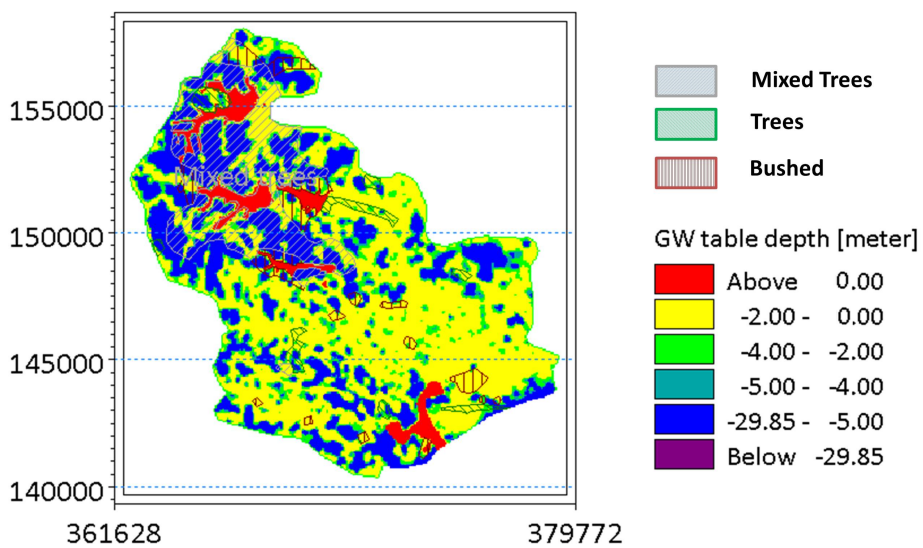 155000
150000
145000
140000
361628
379772
Mixed trees
Mixed Trees
Trees
Bushed
GW table depth [meter]
Above 0.00
-2.00 - 0.00
-4.00 - -2.00
-5.00 - -4.00
-29.85 - -5.00
Below -29.85